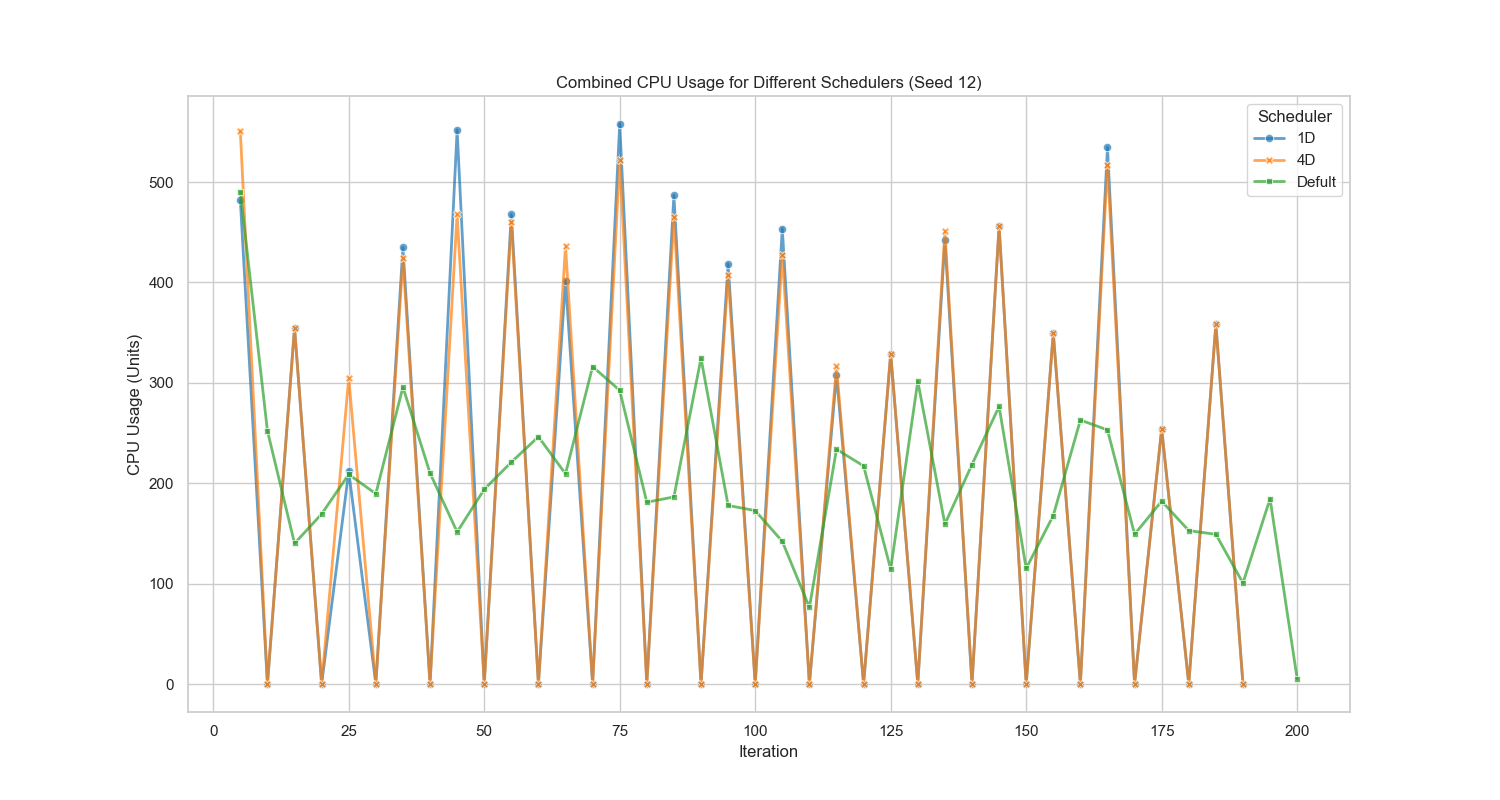 Combined CPU Usage for Different Schedulers (Seed 12)
Scheduler
1D
4D
Defult
CPU Usage (Units)
500
400
300
200
100
0
0 25 50 75 100 125 150 175 200
Iteration